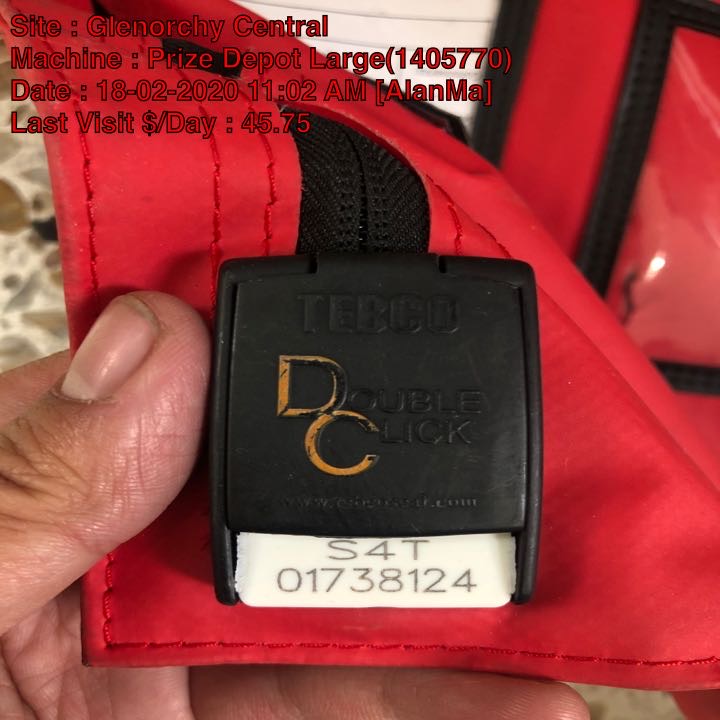 Site : Glenorchy Central
Machine : Prize Depot Large(1405770)
Date : 18-02-2020 11:02 AM [AlanMa]
Last Visit $/Day : 45.75
TEBCO
DOUBLE
CLICK
S4T
01738124